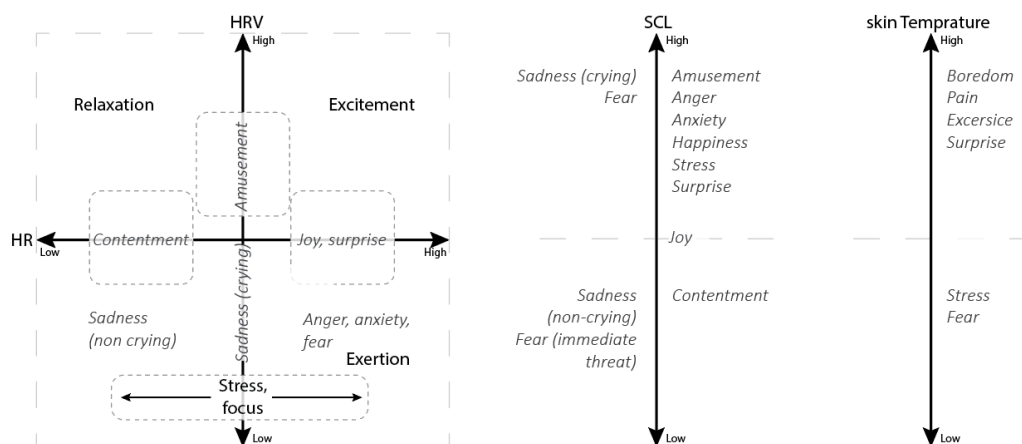 HRV
High
Relaxation
Excitement
Amusement
HR
Low
Contentment
Joy, surprise
High
Sadness (crying)
Sadness
(non crying)
Anger, anxiety,
fear
Exertion
Stress,
focus
Low
SCL
High
Sadness (crying)
Fear
Amusement
Anger
Anxiety
Happiness
Stress
Surprise
Joy
Sadness
(non-crying)
Fear (immediate
threat)
Contentment
Low
skin Temprature
High
Boredom
Pain
Excersice
Surprise
Stress
Fear
Low